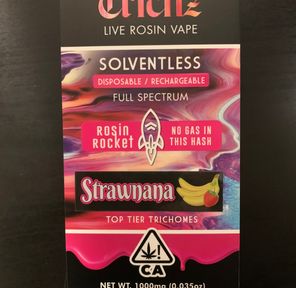 Trichz
LIVE ROSIN VAPE
SOLVENTLESS
DISPOSABLE / RECHARGEABLE
FULL SPECTRUM
Rosin Rocket
NO GAS IN THIS HASH
Strawnana
TOP TIER TRICHOMES
!
CA
NET WT. 1000mg (0.035oz)